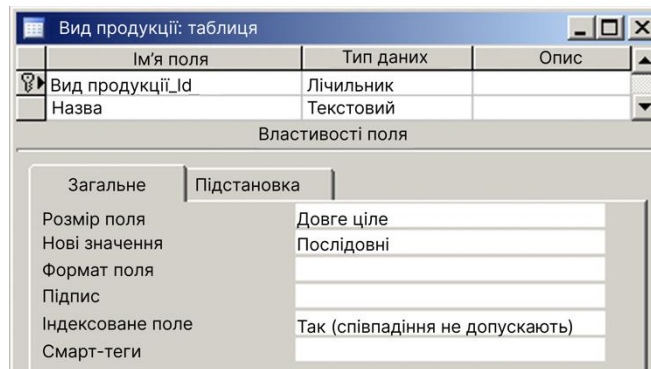 Вид продукції: таблиця
Ім'я поля Тип даних Опис
Вид продукції_Id Лічильник
Назва Текстовий
Властивості поля
Загальне Підстановка
Розмір поля Довге ціле
Нові значення Послідовні
Формат поля
Підпис
Індексоване поле Так (співпадіння не допускають)
Смарт-теги